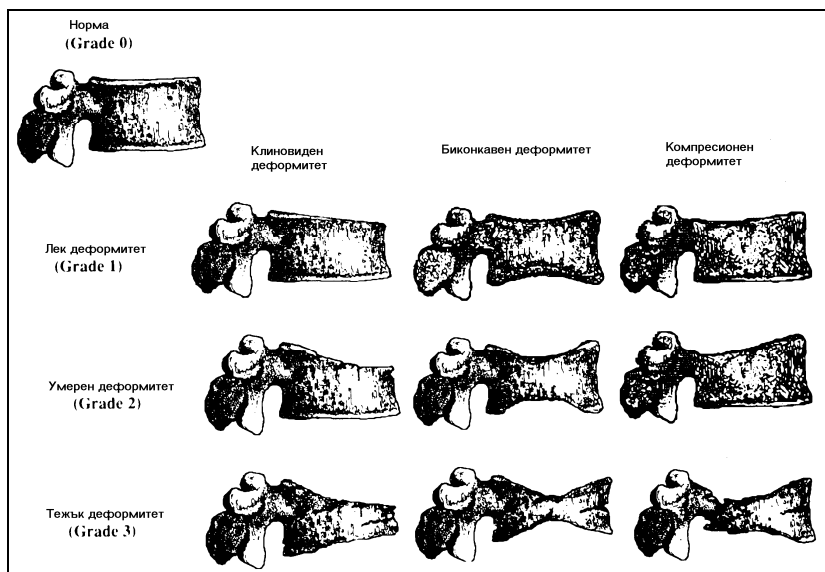 Норма
(Grade 0)
Клиновиден
деформитет
Биконкавен деформитет
Компресионен
деформитет
Лек деформитет
(Grade 1)
Умерен деформитет
(Grade 2)
Тежък деформитет
(Grade 3)